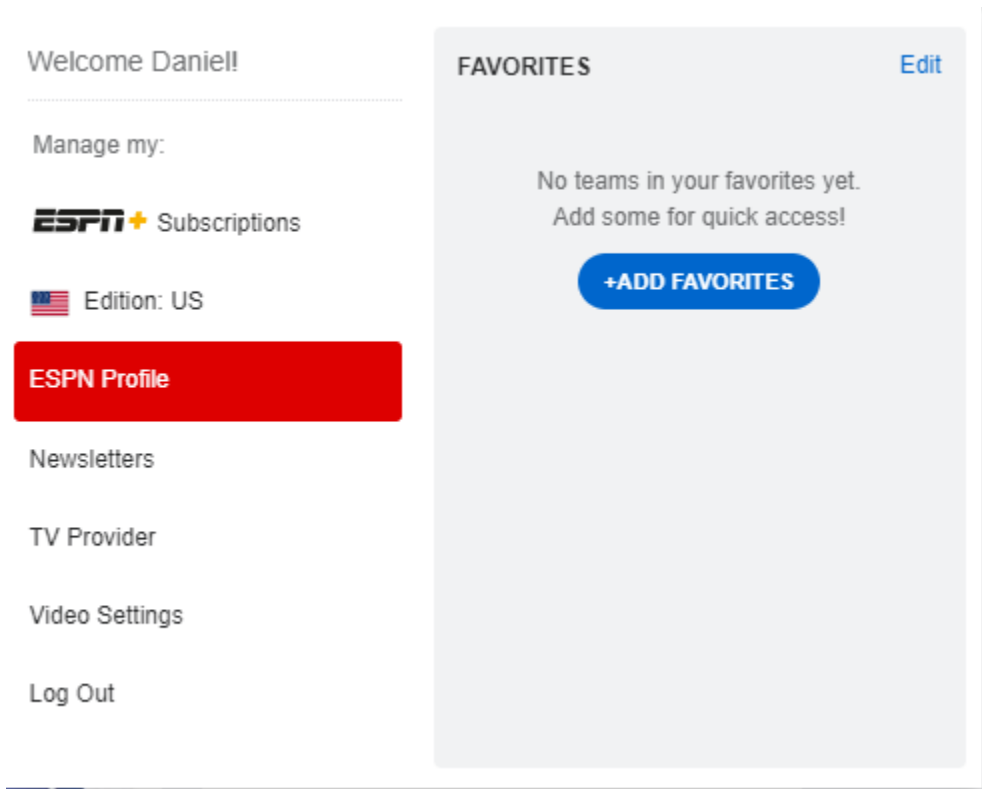 Welcome Daniel!
Manage my:
ESPN+ Subscriptions
Edition: US
ESPN Profile
Newsletters
TV Provider
Video Settings
Log Out
FAVORITES
Edit
No teams in your favorites yet.
Add some for quick access!
+ADD FAVORITES